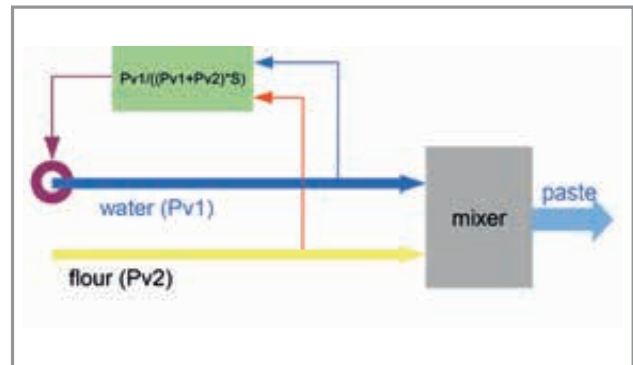 Pv1/((Pv1+Pv2)*S)
water (Pv1)
paste
mixer
flour (Pv2)